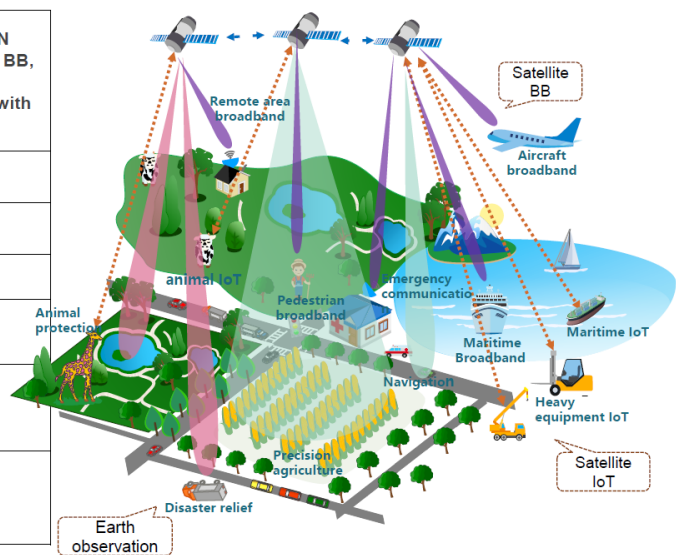 N
BB,
with
Satellite
BB
Remote area
broadband
Aircraft
broadband
animal IoT
Pedestrian
broadband
Emergency
communicatio
Animal
protection
Maritime
Broadband
Maritime IoT
Navigation
Heavy
equipment IoT
Precision
agriculture
Satellite
IoT
Disaster relief
Earth
observation